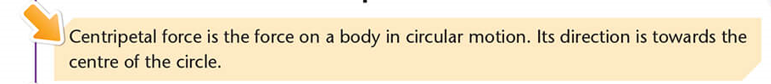 Centripetal force is the force on a body in circular motion. Its direction is towards the
centre of the circle.